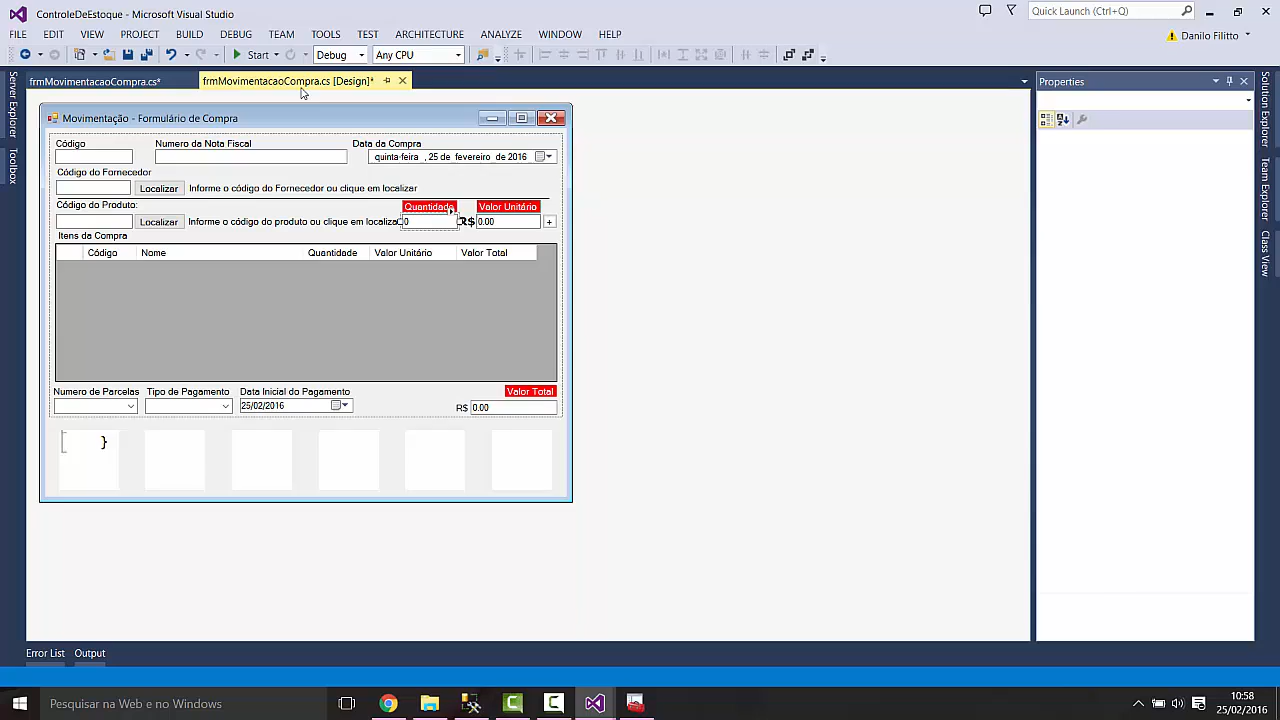 ControleDeEstoque - Microsoft Visual Studio
Quick Launch (Ctrl+Q)
FILE EDIT VIEW PROJECT BUILD DEBUG TEAM TOOLS TEST ARCHITECTURE ANALYZE WINDOW HELP
Danilo Filitto
Start Debug Any CPU
frmMovimentacaoCompra.cs* frmMovimentacaoCompra.cs [Design]*
Properties
Server Explorer
Toolbox
Solution Explorer
Team Explorer
Class View
Movimentação - Formulário de Compra
Código Numero da Nota Fiscal Data da Compra
quinta-feira , 25 de fevereiro de 2016
Código do Fornecedor
Localizar Informe o código do Fornecedor ou clique em localizar
Código do Produto: Quantidade Valor Unitário
Localizar Informe o código do produto ou clique em localizar 0 R$ 0.00 +
Itens da Compra
Código Nome Quantidade Valor Unitário Valor Total
Numero de Parcelas Tipo de Pagamento Data Inicial do Pagamento Valor Total
25/02/2016 R$ 0.00
}
Error List Output
Pesquisar na Web e no Windows
10:58
25/02/2016